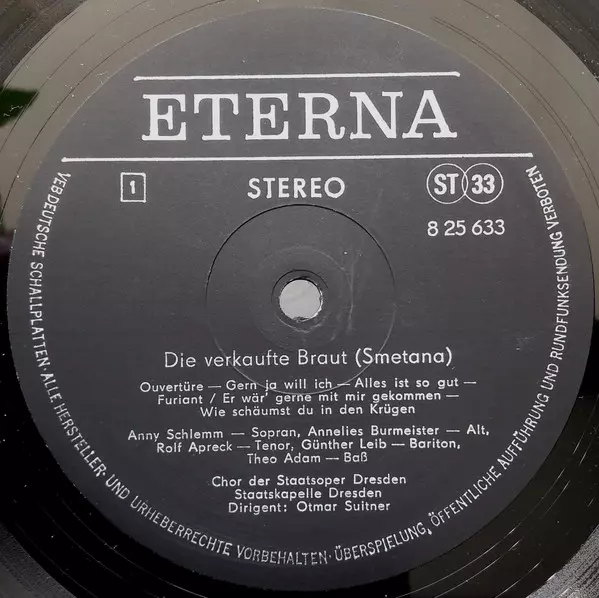 ETERNA
1
STEREO
ST 33
8 25 633
Die verkaufte Braut (Smetana)
Ouvertüre — Gern ja will ich — Alles ist so gut —
Furiant / Er wär' gerne mit mir gekommen —
Wie schäumst du in den Krügen
Anny Schlemm — Sopran, Annelies Burmeister — Alt,
Rolf Apreck — Tenor, Günther Leib — Bariton,
Theo Adam — Baß
Chor der Staatsoper Dresden
Staatskapelle Dresden
Dirigent: Otmar Suitner
VEB DEUTSCHE SCHALLPLATTEN · ALLE HERSTELLER- UND URHEBERRECHTE VORBEHALTEN · ÜBERSPIELUNG, ÖFFENTLICHE AUFFÜHRUNG UND RUNDFUNKSENDUNG VERBOTEN